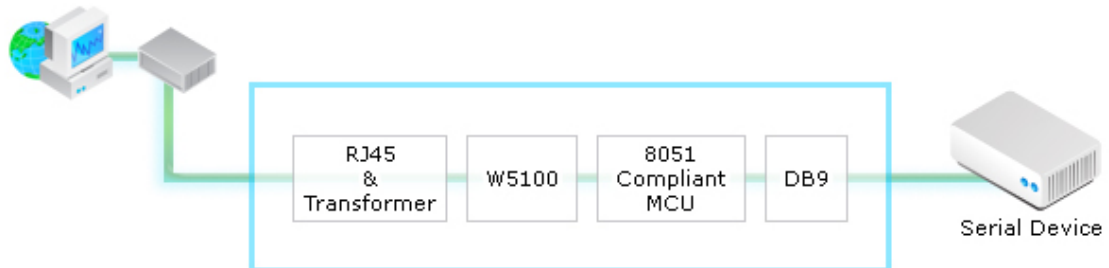 RJ45
&
Transformer
W5100
8051
Compliant
MCU
DB9
Serial Device